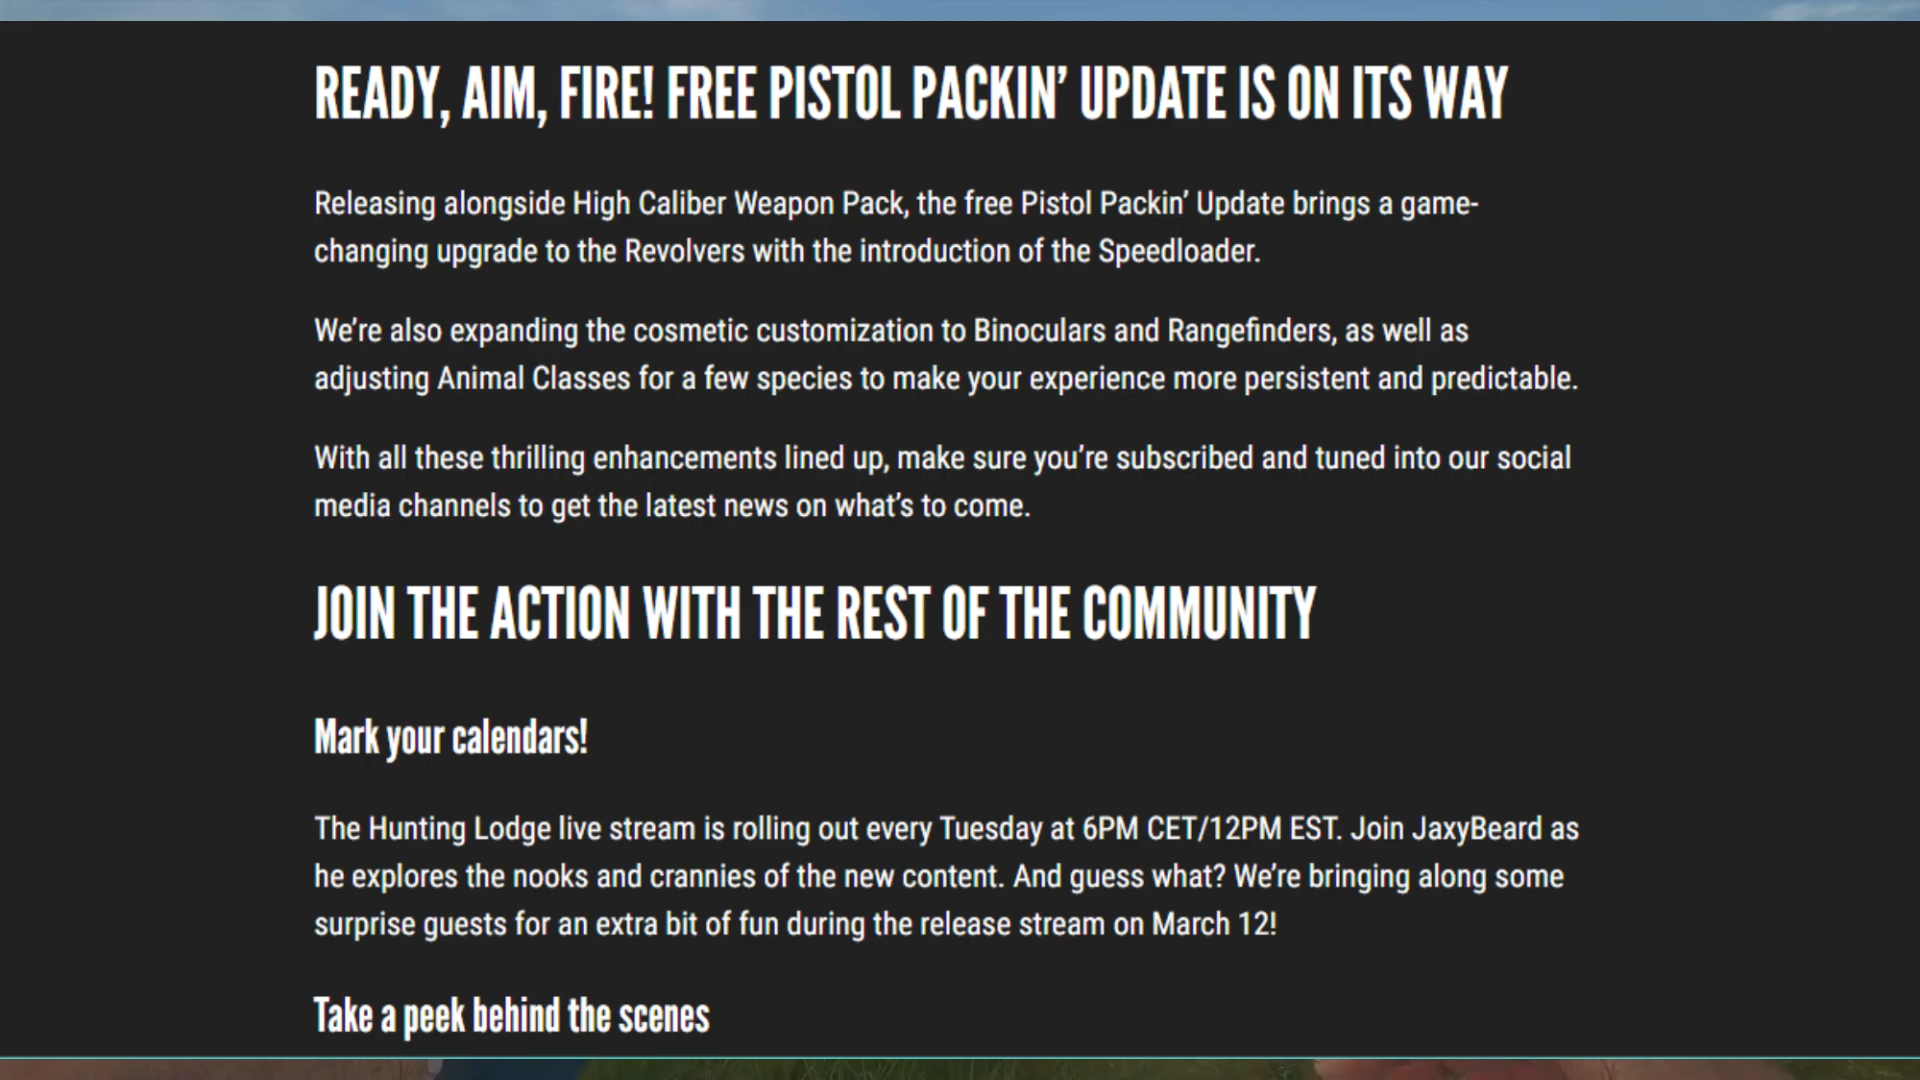 READY, AIM, FIRE! FREE PISTOL PACKIN’ UPDATE IS ON ITS WAY
Releasing alongside High Caliber Weapon Pack, the free Pistol Packin’ Update brings a game-
changing upgrade to the Revolvers with the introduction of the Speedloader.
We’re also expanding the cosmetic customization to Binoculars and Rangefinders, as well as
adjusting Animal Classes for a few species to make your experience more persistent and predictable.
With all these thrilling enhancements lined up, make sure you’re subscribed and tuned into our social
media channels to get the latest news on what’s to come.
JOIN THE ACTION WITH THE REST OF THE COMMUNITY
Mark your calendars!
The Hunting Lodge live stream is rolling out every Tuesday at 6PM CET/12PM EST. Join JaxyBeard as
he explores the nooks and crannies of the new content. And guess what? We’re bringing along some
surprise guests for an extra bit of fun during the release stream on March 12!
Take a peek behind the scenes